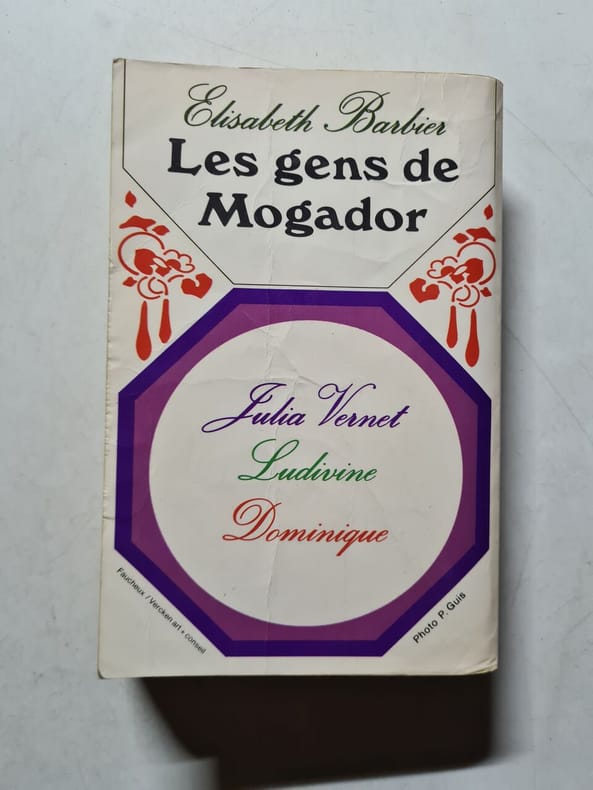 Elisabeth Barbier
Les gens de
Mogador
Julia Vernet
Ludivine
Dominique
Faucheux / Vercken art • conseil
Photo P. Guis